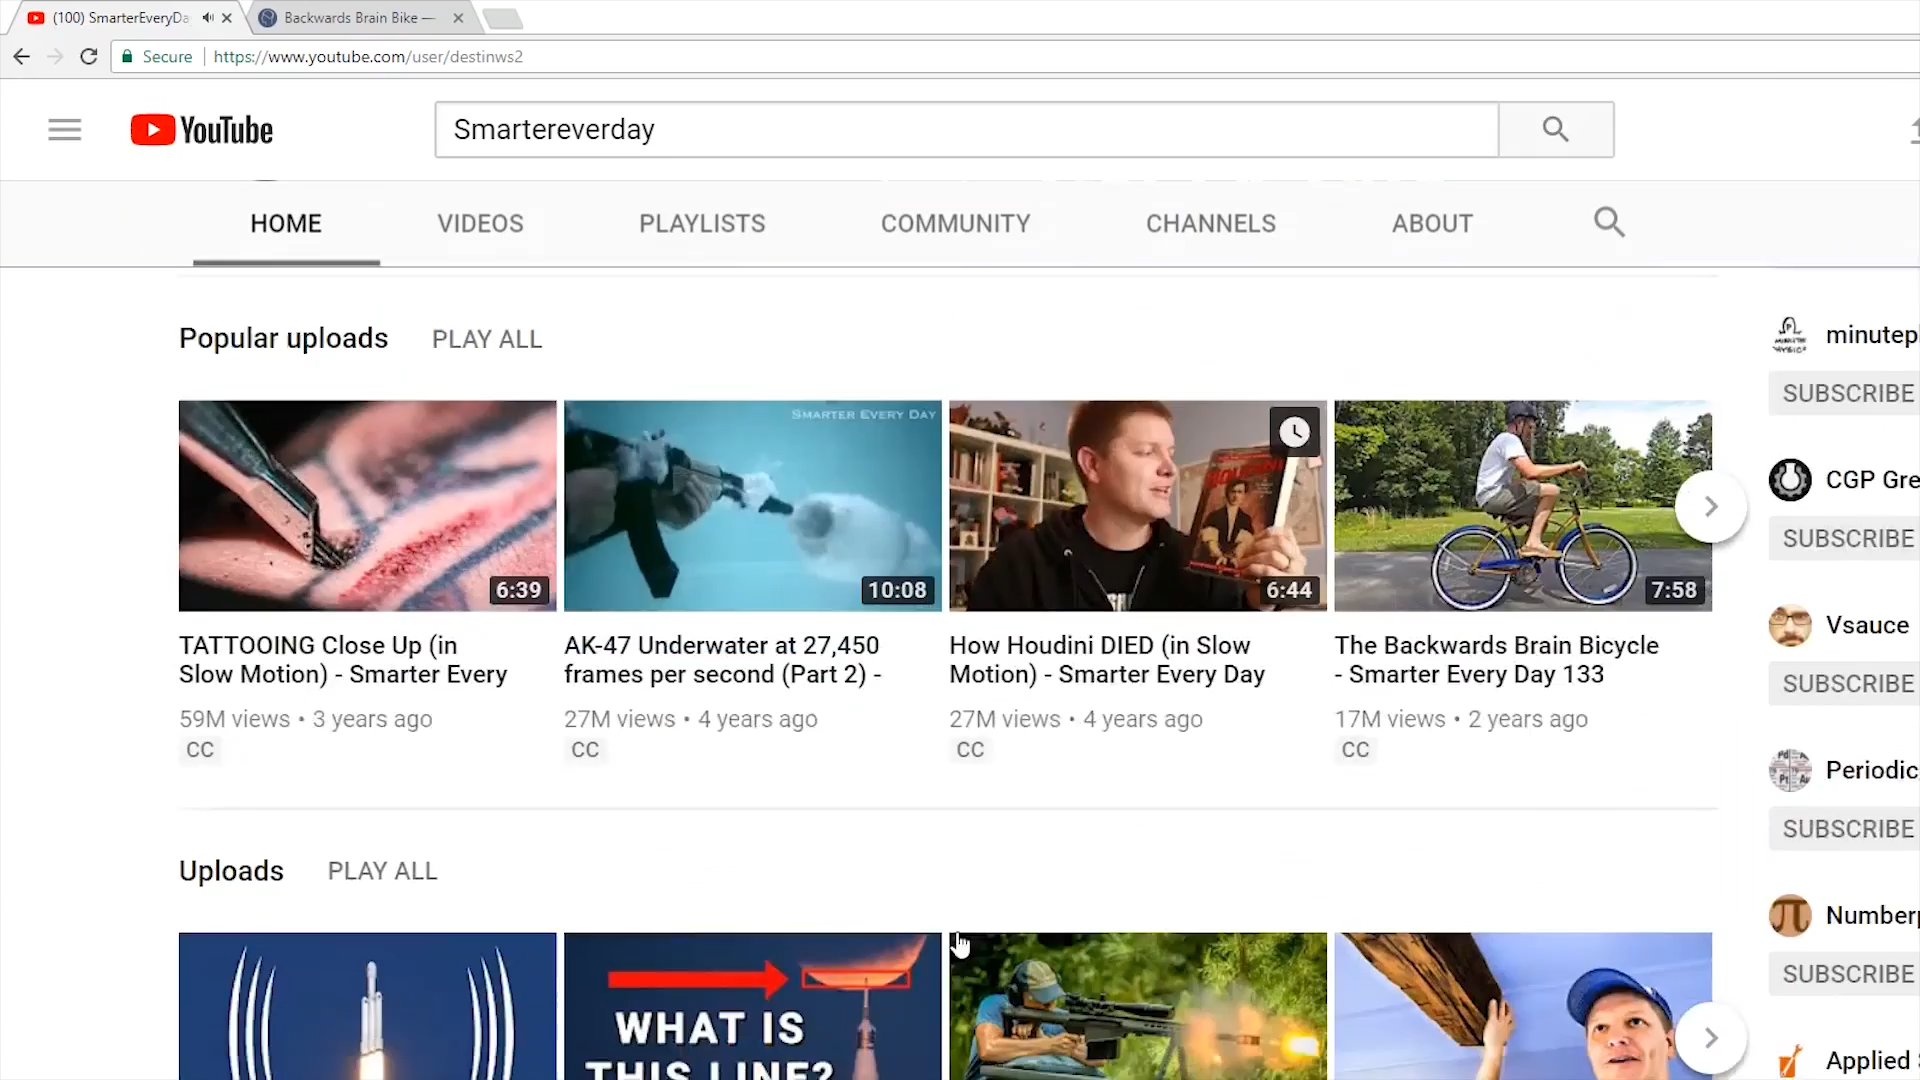 (100) SmarterEveryDa
Backwards Brain Bike —
Secure
https://www.youtube.com/user/destinws2
YouTube
Smartereverday
HOME
VIDEOS
PLAYLISTS
COMMUNITY
CHANNELS
ABOUT
Popular uploads
PLAY ALL
SMARTER EVERY DAY
6:39
10:08
6:44
7:58
TATTOOING Close Up (in
Slow Motion) - Smarter Every
59M views • 3 years ago
CC
AK-47 Underwater at 27,450
frames per second (Part 2) -
27M views • 4 years ago
CC
How Houdini DIED (in Slow
Motion) - Smarter Every Day
27M views • 4 years ago
CC
The Backwards Brain Bicycle
- Smarter Every Day 133
17M views • 2 years ago
CC
minutep
SUBSCRIBE
CGP Gre
SUBSCRIBE
Vsauce
SUBSCRIBE
Periodic
SUBSCRIBE
Number
SUBSCRIBE
Applied
Uploads
PLAY ALL
WHAT IS
THIS LINE?